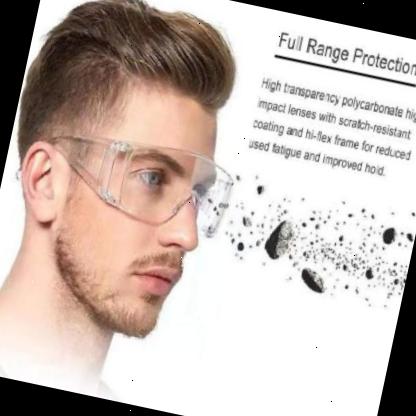 Full Range Protection
High transparency polycarbonate hig
impact lenses with scratch-resistant
coating and hi-flex frame for reduced
used fatigue and improved hold.